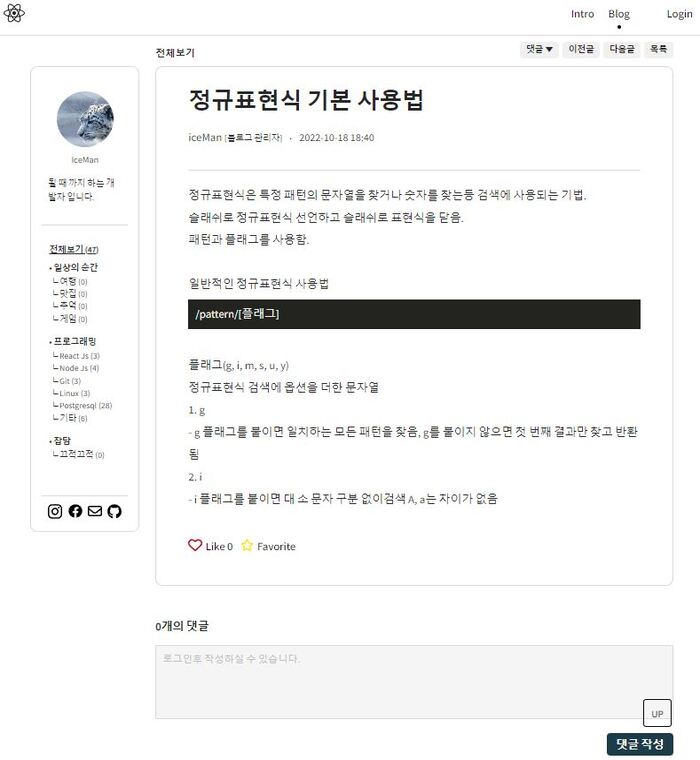 Intro Blog Login
전체보기
댓글 ▼ 이전글 다음글 목록
IceMan
될 때 까지 하는 개
발자 입니다.
전체보기 (47)
• 일상의 순간
ㄴ여행 (0)
ㄴ맛집 (0)
ㄴ추억 (0)
ㄴ게임 (0)
• 프로그래밍
ㄴReact Js (3)
ㄴNode Js (4)
ㄴGit (3)
ㄴLinux (3)
ㄴPostgresql (28)
ㄴ기타 (6)
• 잡담
ㄴ끄적끄적 (0)
정규표현식 기본 사용법
iceMan [블로그 관리자] · 2022-10-18 18:40
정규표현식은 특정 패턴의 문자열을 찾거나 숫자를 찾는등 검색에 사용되는 기법.
슬래쉬로 정규표현식 선언하고 슬래쉬로 표현식을 닫음.
패턴과 플래그를 사용함.
일반적인 정규표현식 사용법
/pattern/[플래그]
플래그(g, i, m, s, u, y)
정규표현식 검색에 옵션을 더한 문자열
1. g
- g 플래그를 붙이면 일치하는 모든 패턴을 찾음, g를 붙이지 않으면 첫 번째 결과만 찾고 반환
됨
2. i
- i 플래그를 붙이면 대 소 문자 구분 없이검색 A, a는 차이가 없음
Like 0 Favorite
0개의 댓글
로그인후 작성하실 수 있습니다.
UP
댓글 작성